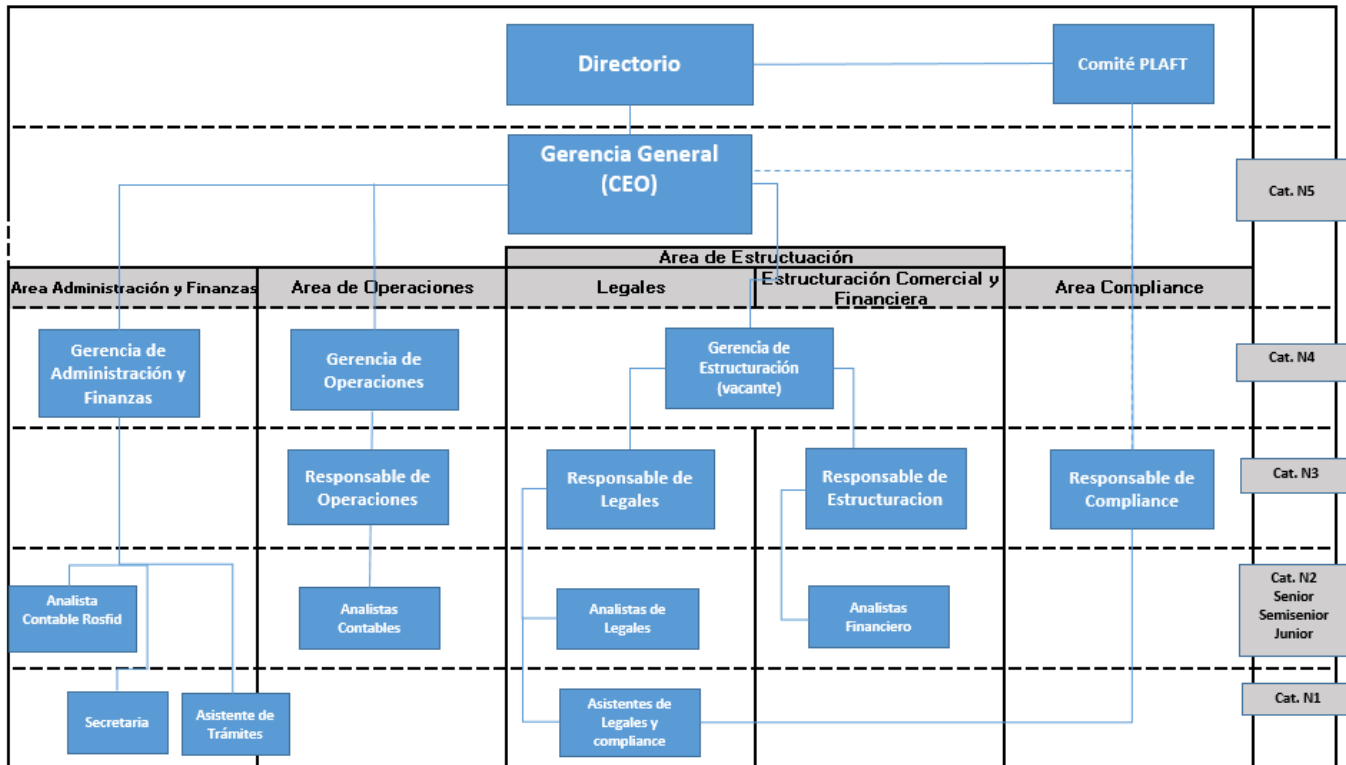 Directorio
Comité PLAFT
Gerencia General
(CEO)
Cat. N5
Area de Estructuación
Area Administración y Finanzas
Area de Operaciones
Legales
Estructuración Comercial y
Financiera
Area Compliance
Gerencia de
Administración y
Finanzas
Gerencia de
Operaciones
Gerencia de
Estructuración
(vacante)
Cat. N4
Responsable de
Operaciones
Responsable de
Legales
Responsable de
Estructuracion
Responsable de
Compliance
Cat. N3
Analista
Contable Rosfid
Analistas
Contables
Analistas de
Legales
Analistas
Financiero
Cat. N2
Senior
Semisenior
Junior
Secretaria
Asistente de
Trámites
Asistentes de
Legales y
compliance
Cat. N1